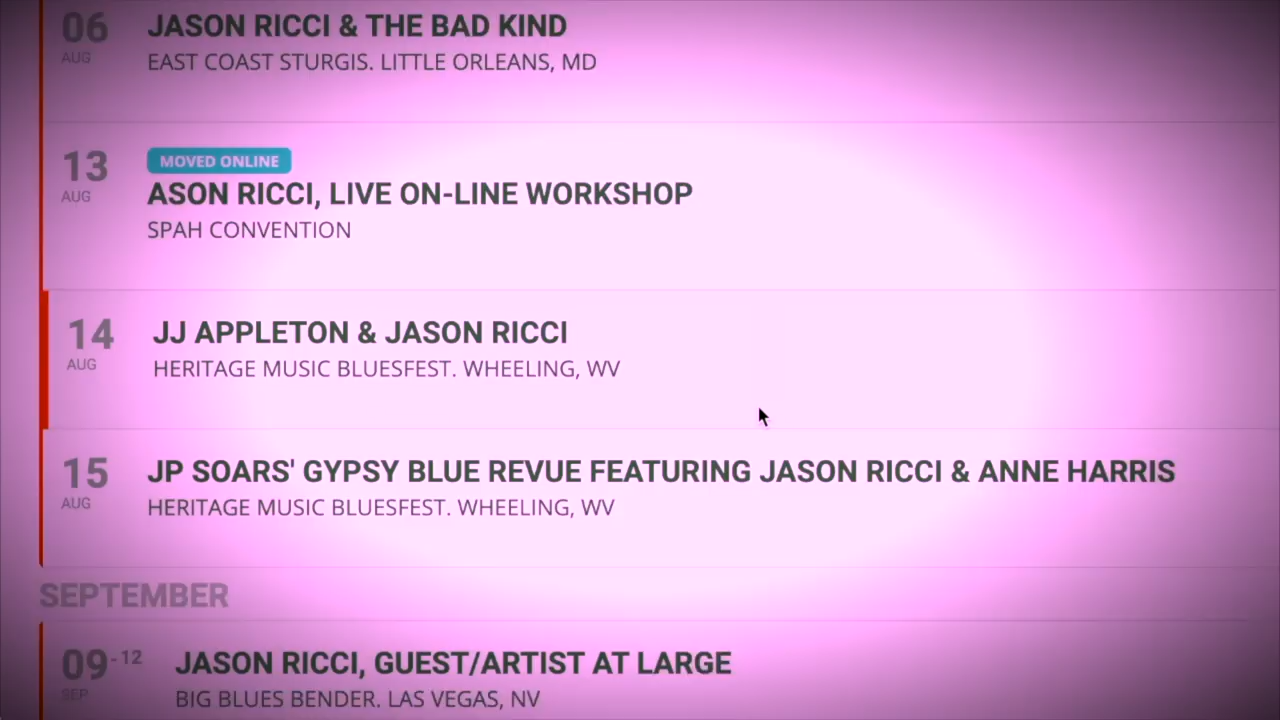 06
AUG
JASON RICCI & THE BAD KIND
EAST COAST STURGIS. LITTLE ORLEANS, MD
13
AUG
MOVED ONLINE
ASON RICCI, LIVE ON-LINE WORKSHOP
SPAH CONVENTION
14
AUG
JJ APPLETON & JASON RICCI
HERITAGE MUSIC BLUESFEST. WHEELING, WV
15
AUG
JP SOARS' GYPSY BLUE REVUE FEATURING JASON RICCI & ANNE HARRIS
HERITAGE MUSIC BLUESFEST. WHEELING, WV
SEPTEMBER
09 - 12
SEP
JASON RICCI, GUEST/ARTIST AT LARGE
BIG BLUES BENDER. LAS VEGAS, NV